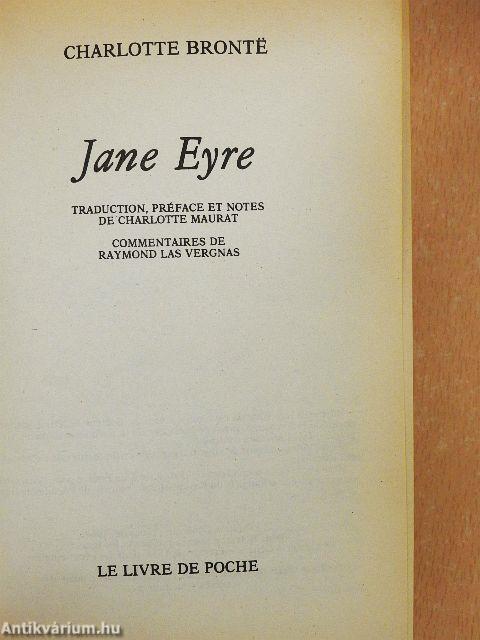 CHARLOTTE BRONTË
Jane Eyre
TRADUCTION, PRÉFACE ET NOTES
DE CHARLOTTE MAURAT
COMMENTAIRES DE
RAYMOND LAS VERGNAS
LE LIVRE DE POCHE
Antikvárium.hu